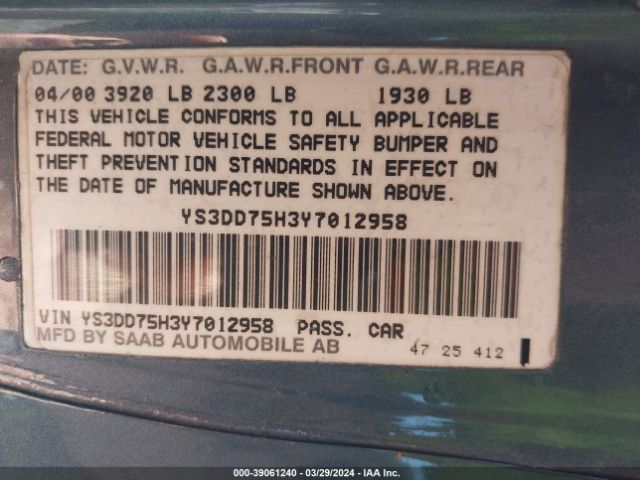 DATE: G.V.W.R. G.A.W.R.FRONT G.A.W.R.REAR
04/00 3920 LB 2300 LB 1930 LB
THIS VEHICLE CONFORMS TO ALL APPLICABLE
FEDERAL MOTOR VEHICLE SAFETY BUMPER AND
THEFT PREVENTION STANDARDS IN EFFECT ON
THE DATE OF MANUFACTURE SHOWN ABOVE.
YS3DD75H3Y7012958
VIN YS3DD75H3Y7012958 PASS. CAR
MFD BY SAAB AUTOMOBILE AB 47 25 412
000-39061240 - 03/29/2024 - IAA Inc.